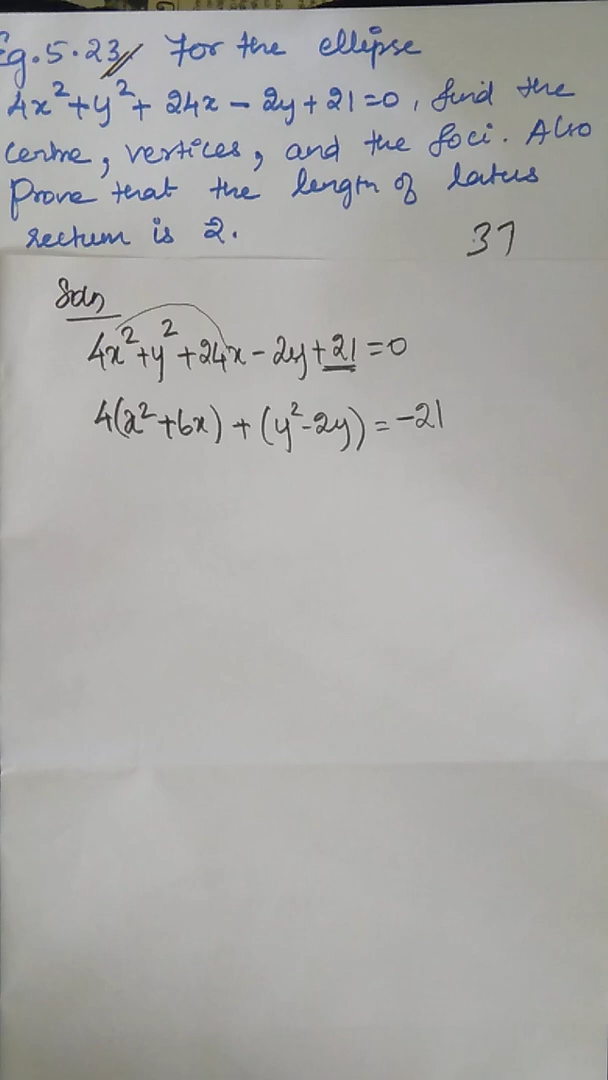 Eg.5.23// For the ellipse
4x²+y²+ 24x - 2y+21=0, find the
centre, vertices, and the foci. Also
Prove that the length of latus
rectum is 2.
37
Soln
4x²+y²+24x-2y+21=0
4(x²+6x)+(y²-2y)=-21